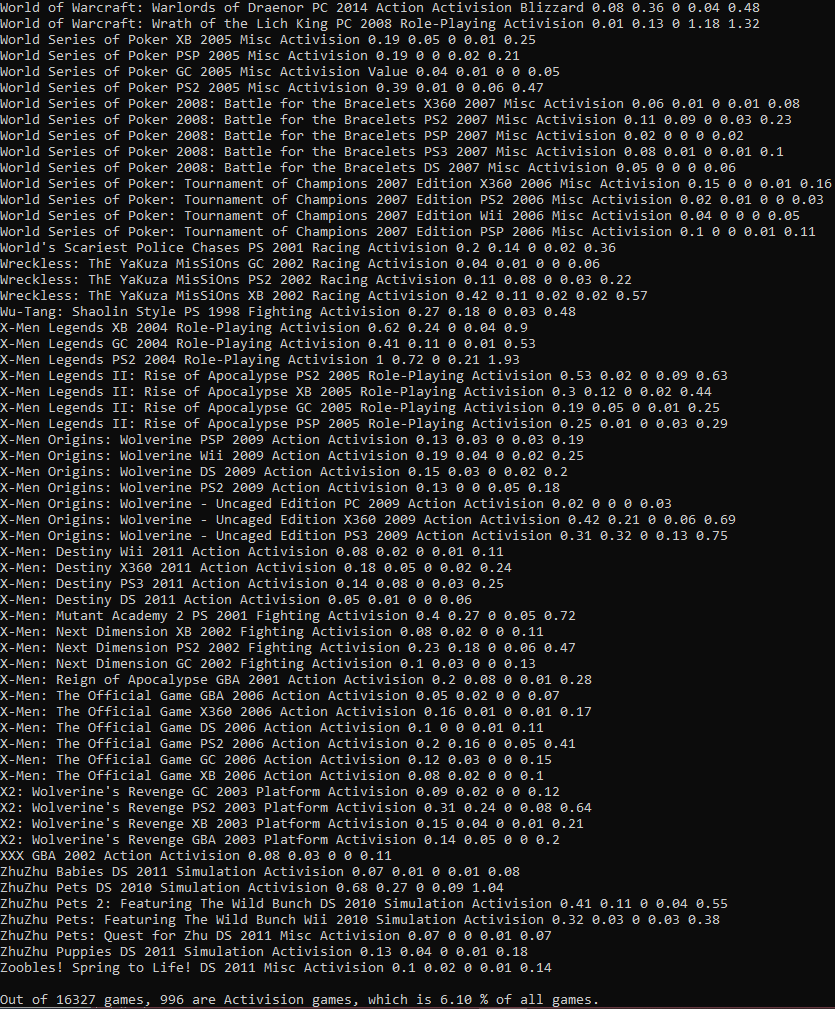 World of Warcraft: Warlords of Draenor PC 2014 Action Activision Blizzard 0.08 0.36 0 0.04 0.48
World of Warcraft: Wrath of the Lich King PC 2008 Role-Playing Activision 0.01 0.13 0 1.18 1.32
World Series of Poker XB 2005 Misc Activision 0.19 0.05 0 0.01 0.25
World Series of Poker PSP 2005 Misc Activision 0.19 0 0 0.02 0.21
World Series of Poker GC 2005 Misc Activision Value 0.04 0.01 0 0 0.05
World Series of Poker PS2 2005 Misc Activision 0.39 0.01 0 0.06 0.47
World Series of Poker 2008: Battle for the Bracelets X360 2007 Misc Activision 0.06 0.01 0 0.01 0.08
World Series of Poker 2008: Battle for the Bracelets PS2 2007 Misc Activision 0.11 0.09 0 0.03 0.23
World Series of Poker 2008: Battle for the Bracelets PSP 2007 Misc Activision 0.02 0 0 0 0.02
World Series of Poker 2008: Battle for the Bracelets PS3 2007 Misc Activision 0.08 0.01 0 0.01 0.1
World Series of Poker 2008: Battle for the Bracelets DS 2007 Misc Activision 0.05 0 0 0 0.06
World Series of Poker: Tournament of Champions 2007 Edition X360 2006 Misc Activision 0.15 0 0 0.01 0.16
World Series of Poker: Tournament of Champions 2007 Edition PS2 2006 Misc Activision 0.02 0.01 0 0 0.03
World Series of Poker: Tournament of Champions 2007 Edition Wii 2006 Misc Activision 0.04 0 0 0 0.05
World Series of Poker: Tournament of Champions 2007 Edition PSP 2006 Misc Activision 0.1 0 0 0.01 0.11
World's Scariest Police Chases PS 2001 Racing Activision 0.2 0.14 0 0.02 0.36
Wreckless: ThE YaKuza MisSiOns GC 2002 Racing Activision 0.04 0.01 0 0 0.06
Wreckless: ThE YaKuza MisSiOns PS2 2002 Racing Activision 0.11 0.08 0 0.03 0.22
Wreckless: ThE YaKuza MisSiOns XB 2002 Racing Activision 0.42 0.11 0.02 0.02 0.57
Wu-Tang: Shaolin Style PS 1998 Fighting Activision 0.27 0.18 0 0.03 0.48
X-Men Legends XB 2004 Role-Playing Activision 0.62 0.24 0 0.04 0.9
X-Men Legends GC 2004 Role-Playing Activision 0.41 0.11 0 0.01 0.53
X-Men Legends PS2 2004 Role-Playing Activision 1 0.72 0 0.21 1.93
X-Men Legends II: Rise of Apocalypse PS2 2005 Role-Playing Activision 0.53 0.02 0 0.09 0.63
X-Men Legends II: Rise of Apocalypse XB 2005 Role-Playing Activision 0.3 0.12 0 0.02 0.44
X-Men Legends II: Rise of Apocalypse GC 2005 Role-Playing Activision 0.19 0.05 0 0.01 0.25
X-Men Legends II: Rise of Apocalypse PSP 2005 Role-Playing Activision 0.25 0.01 0 0.03 0.29
X-Men Origins: Wolverine PSP 2009 Action Activision 0.13 0.03 0 0.03 0.19
X-Men Origins: Wolverine Wii 2009 Action Activision 0.19 0.04 0 0.02 0.25
X-Men Origins: Wolverine DS 2009 Action Activision 0.15 0.03 0 0.02 0.2
X-Men Origins: Wolverine PS2 2009 Action Activision 0.13 0 0 0.05 0.18
X-Men Origins: Wolverine - Uncaged Edition PC 2009 Action Activision 0.02 0 0 0 0.03
X-Men Origins: Wolverine - Uncaged Edition X360 2009 Action Activision 0.42 0.21 0 0.06 0.69
X-Men Origins: Wolverine - Uncaged Edition PS3 2009 Action Activision 0.31 0.32 0 0.13 0.75
X-Men: Destiny Wii 2011 Action Activision 0.08 0.02 0 0.01 0.11
X-Men: Destiny X360 2011 Action Activision 0.18 0.05 0 0.02 0.24
X-Men: Destiny PS3 2011 Action Activision 0.14 0.08 0 0.03 0.25
X-Men: Destiny DS 2011 Action Activision 0.05 0.01 0 0 0.06
X-Men: Mutant Academy 2 PS 2001 Fighting Activision 0.4 0.27 0 0.05 0.72
X-Men: Next Dimension XB 2002 Fighting Activision 0.08 0.02 0 0 0.11
X-Men: Next Dimension PS2 2002 Fighting Activision 0.23 0.18 0 0.06 0.47
X-Men: Next Dimension GC 2002 Fighting Activision 0.1 0.03 0 0 0.13
X-Men: Reign of Apocalypse GBA 2001 Action Activision 0.2 0.08 0 0.01 0.28
X-Men: The Official Game GBA 2006 Action Activision 0.05 0.02 0 0 0.07
X-Men: The Official Game X360 2006 Action Activision 0.16 0.01 0 0.01 0.17
X-Men: The Official Game DS 2006 Action Activision 0.1 0 0 0.01 0.11
X-Men: The Official Game PS2 2006 Action Activision 0.2 0.16 0 0.05 0.41
X-Men: The Official Game GC 2006 Action Activision 0.12 0.03 0 0 0.15
X-Men: The Official Game XB 2006 Action Activision 0.08 0.02 0 0 0.1
X2: Wolverine's Revenge GC 2003 Platform Activision 0.09 0.02 0 0 0.12
X2: Wolverine's Revenge PS2 2003 Platform Activision 0.31 0.24 0 0.08 0.64
X2: Wolverine's Revenge XB 2003 Platform Activision 0.15 0.04 0 0.01 0.21
X2: Wolverine's Revenge GBA 2003 Platform Activision 0.14 0.05 0 0 0.2
XXX GBA 2002 Action Activision 0.08 0.03 0 0 0.11
ZhuZhu Babies DS 2011 Simulation Activision 0.07 0.01 0 0.01 0.08
ZhuZhu Pets DS 2010 Simulation Activision 0.68 0.27 0 0.09 1.04
ZhuZhu Pets 2: Featuring The Wild Bunch DS 2010 Simulation Activision 0.41 0.11 0 0.04 0.55
ZhuZhu Pets: Featuring The Wild Bunch Wii 2010 Simulation Activision 0.32 0.03 0 0.03 0.38
ZhuZhu Pets: Quest for Zhu DS 2011 Misc Activision 0.07 0 0 0.01 0.07
ZhuZhu Puppies DS 2011 Simulation Activision 0.13 0.04 0 0.01 0.18
Zoobles! Spring to Life! DS 2011 Misc Activision 0.1 0.02 0 0.01 0.14
Out of 16327 games, 996 are Activision games, which is 6.10 % of all games.